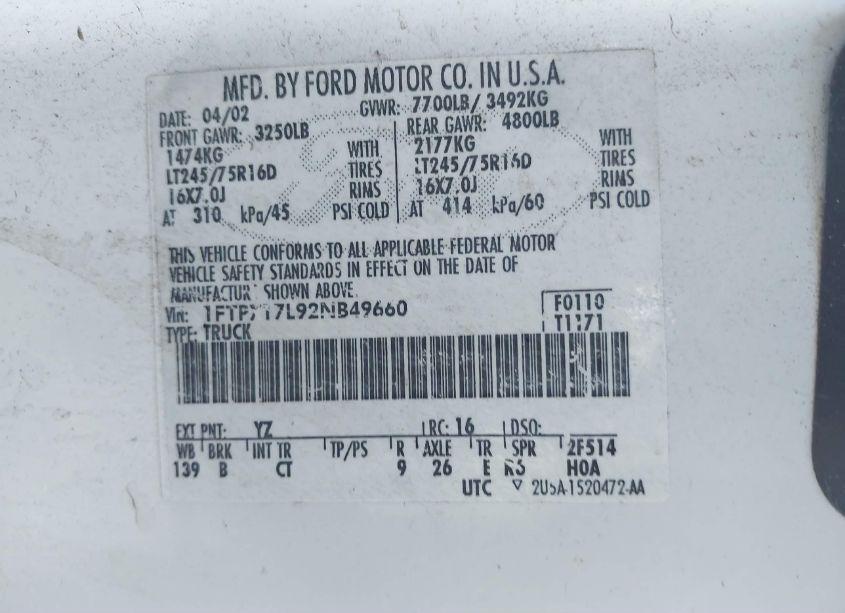 MFD. BY FORD MOTOR CO. IN U.S.A.
DATE: 04/02 GVWR: 7700LB/ 3492KG
FRONT GAWR: 3250LB REAR GAWR: 4800LB
1474KG WITH 2177KG WITH
LT245/75R16D TIRES LT245/75R16D TIRES
16X7.0J RIMS 16X7.0J RIMS
AT 310 kPa/45 PSI COLD AT 414 kPa/60 PSI COLD
THIS VEHICLE CONFORMS TO ALL APPLICABLE FEDERAL MOTOR
VEHICLE SAFETY STANDARDS IN EFFECT ON THE DATE OF
MANUFACTUR SHOWN ABOVE.
VIN: F0110
TYPE: TRUCK T1171
EXT PNT: YZ RC: 16 DSO:
WB BRK INT TR TP/PS R AXLE TR SPR 2F514
139 B CT 9 26 E H0A
UTC ▽ 2U5A-1520472-AA